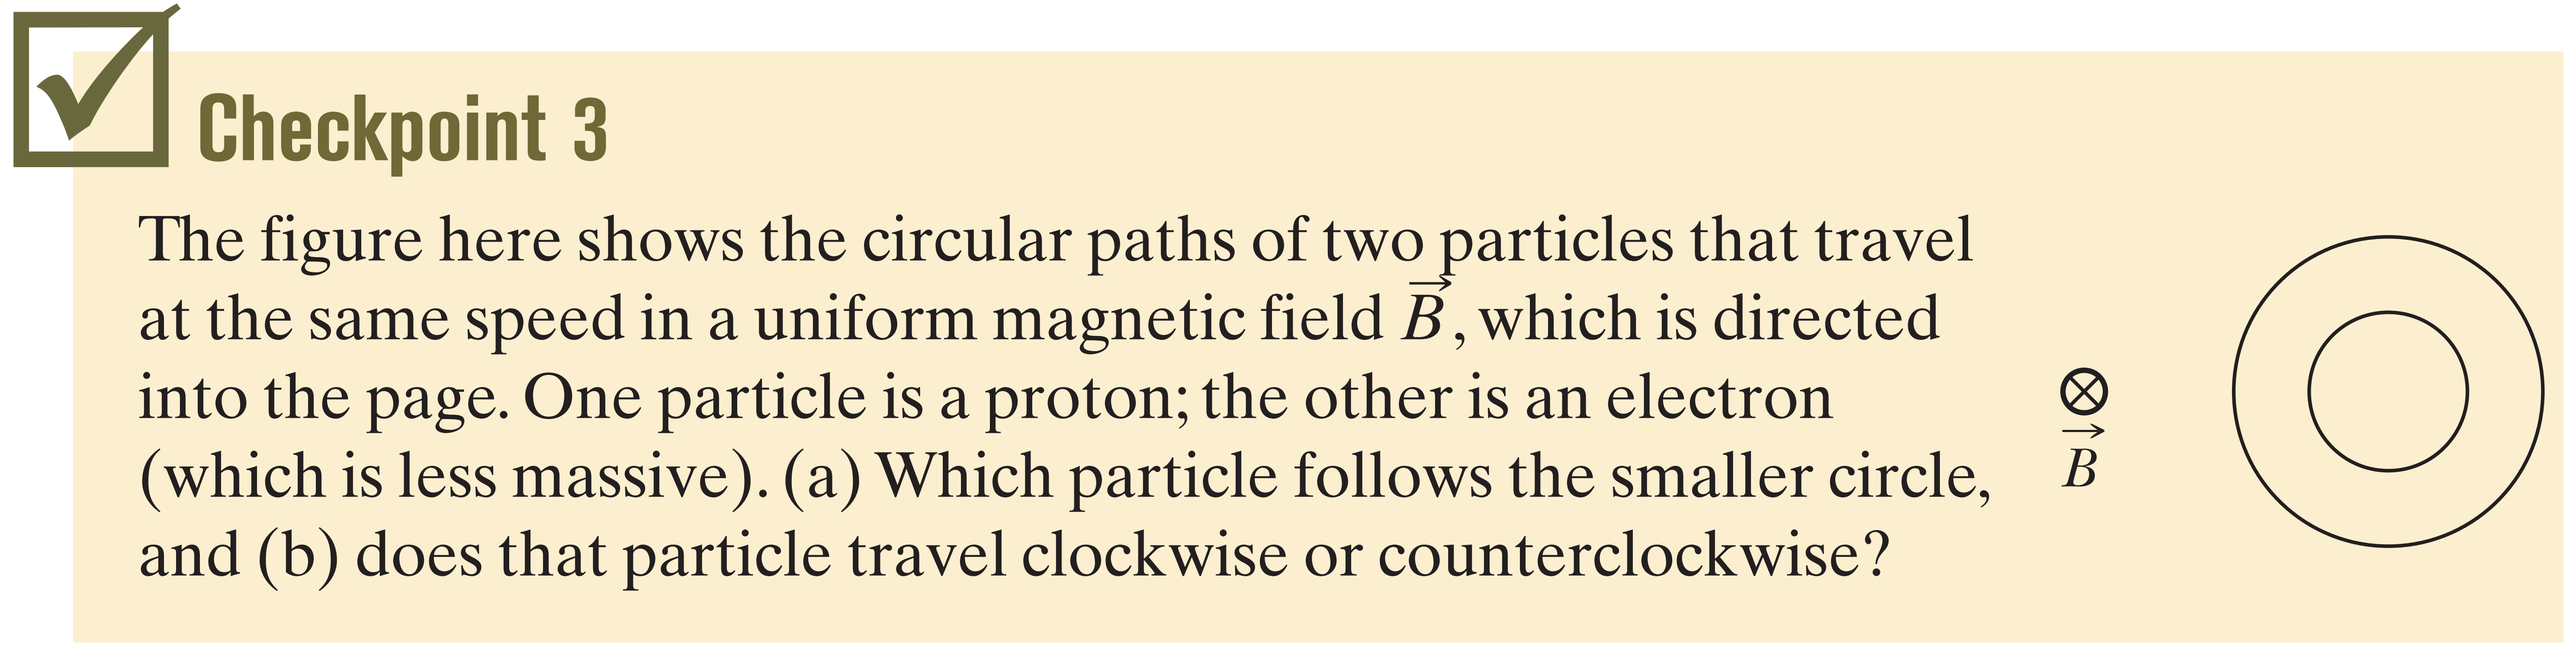 Checkpoint 3
The figure here shows the circular paths of two particles that travel
at the same speed in a uniform magnetic field B⃗, which is directed
into the page. One particle is a proton; the other is an electron
(which is less massive). (a) Which particle follows the smaller circle,
and (b) does that particle travel clockwise or counterclockwise?
⊗
B⃗